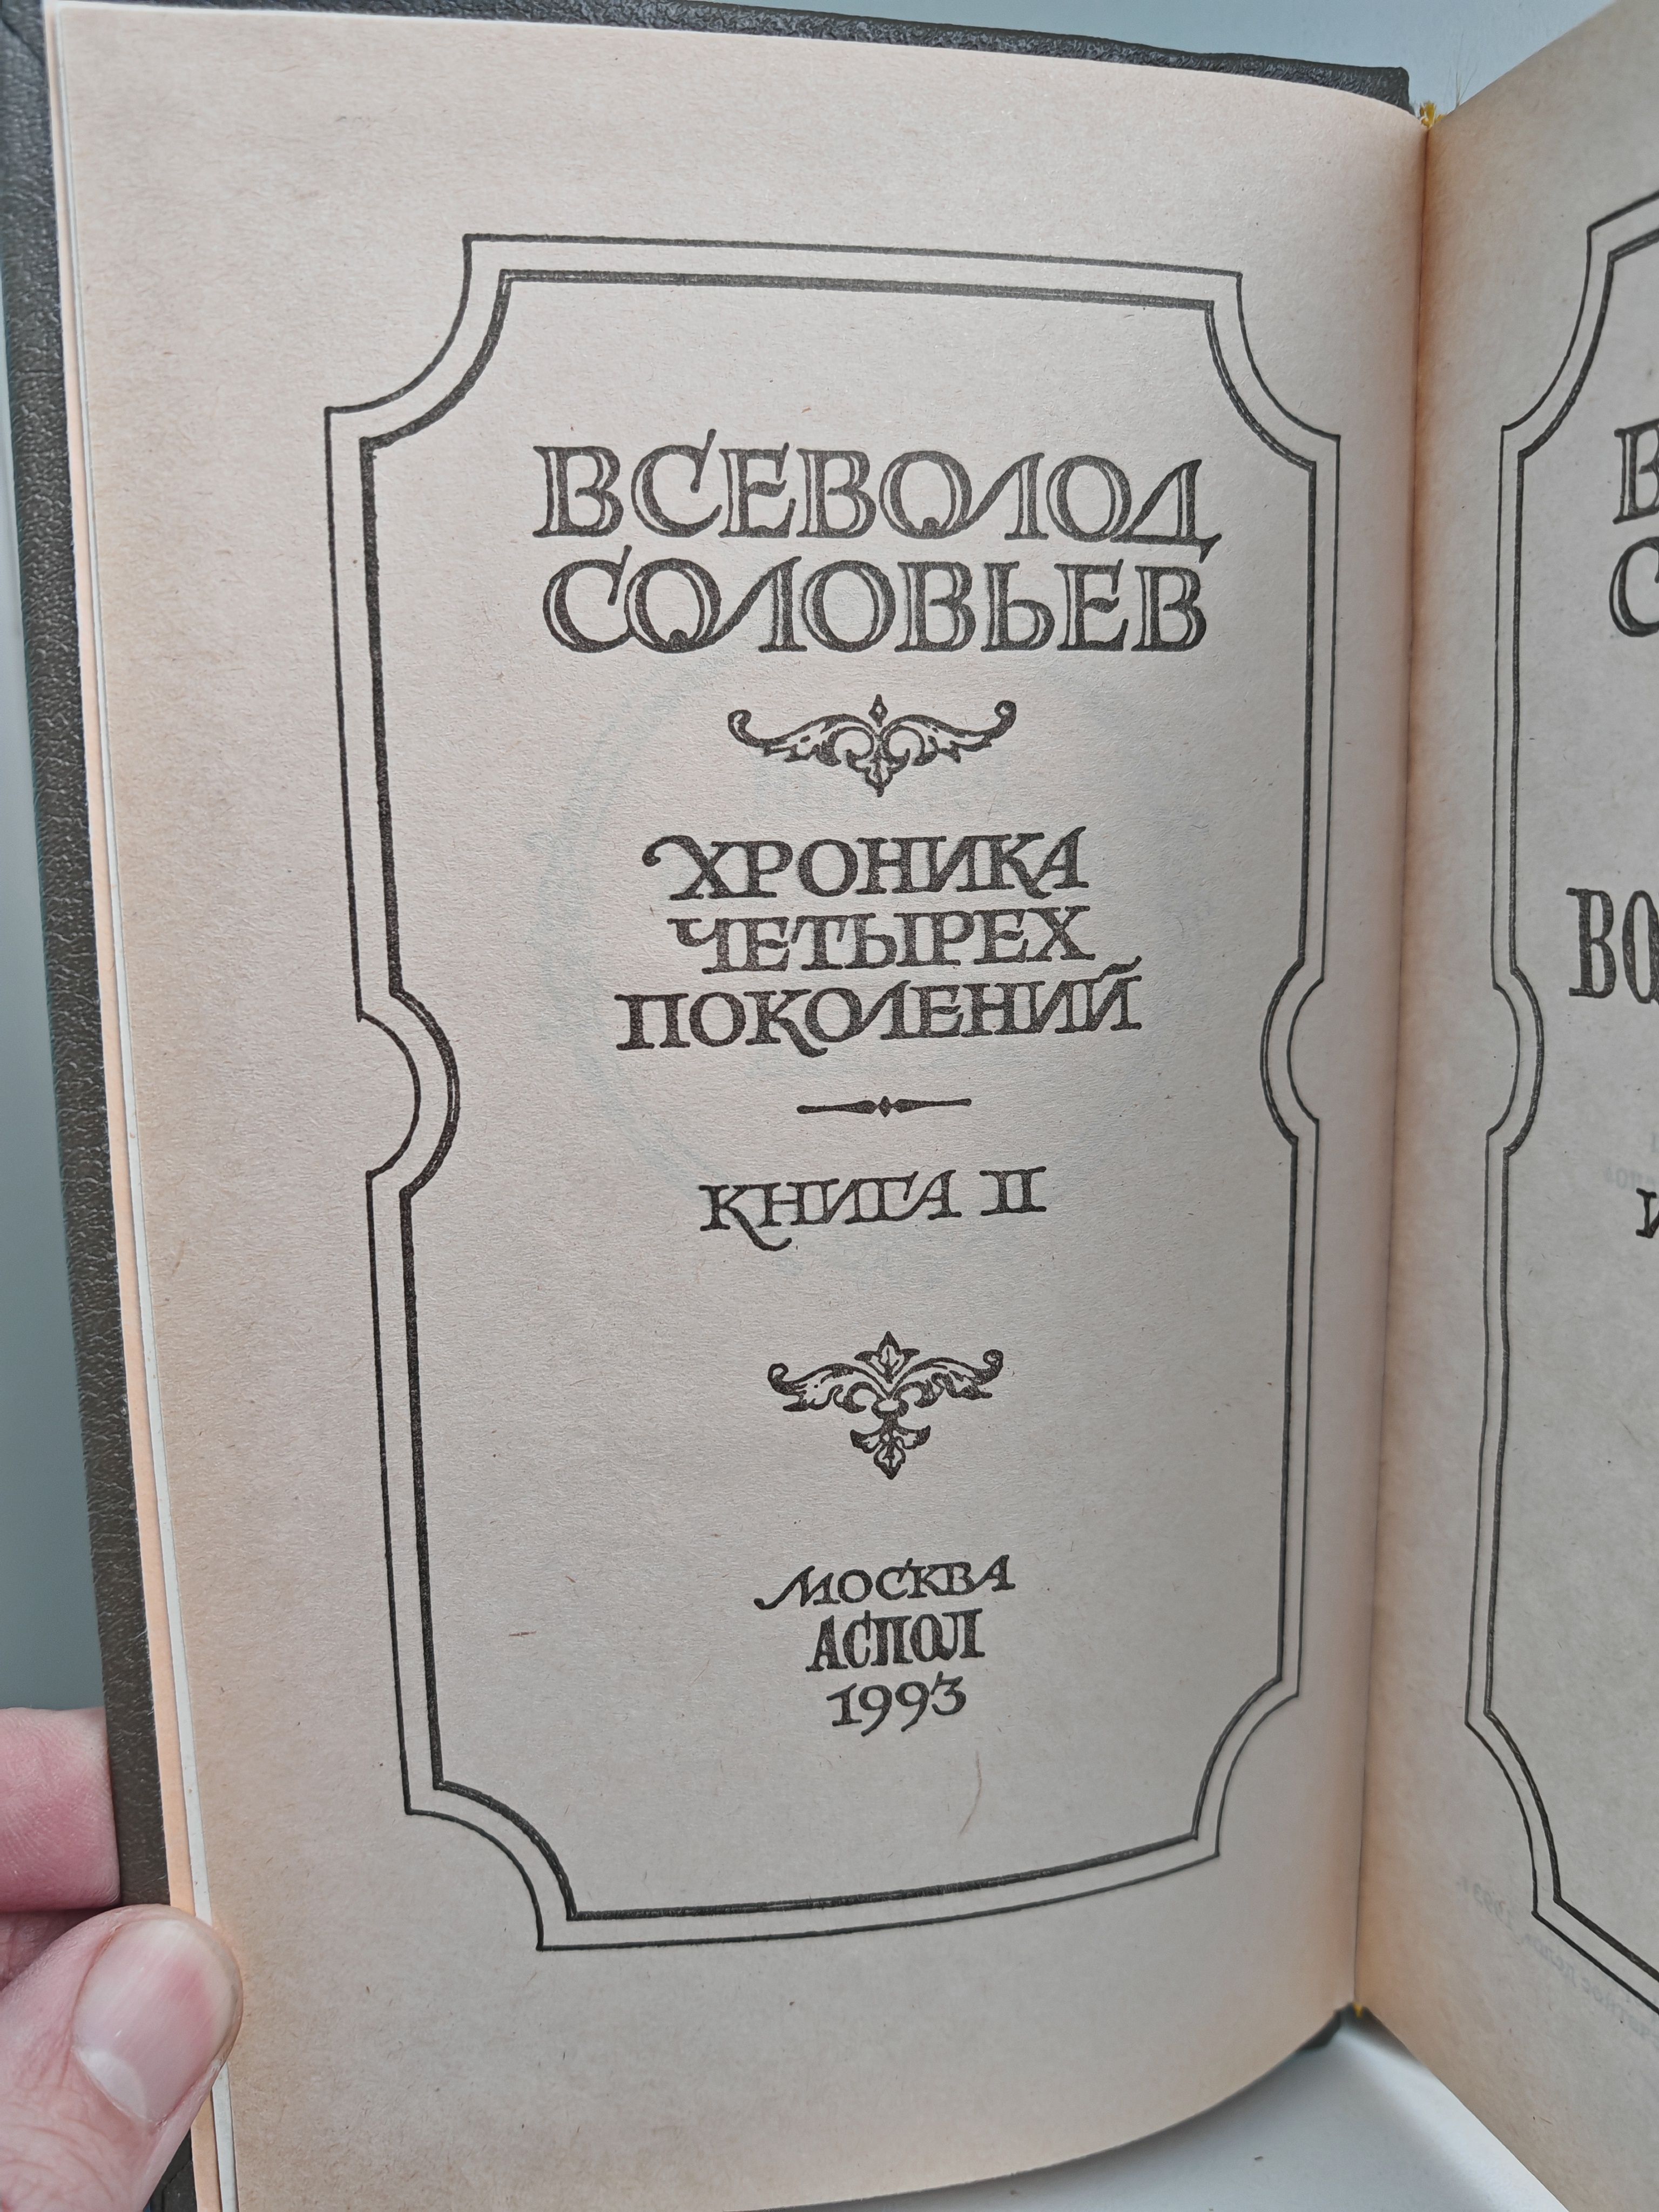 ВСЕВОЛОД
СОЛОВЬЕВ
ХРОНИКА
ЧЕТЫРЕХ
ПОКОЛЕНИЙ
КНИГА II
МОСКВА
АСПОЛ
1993